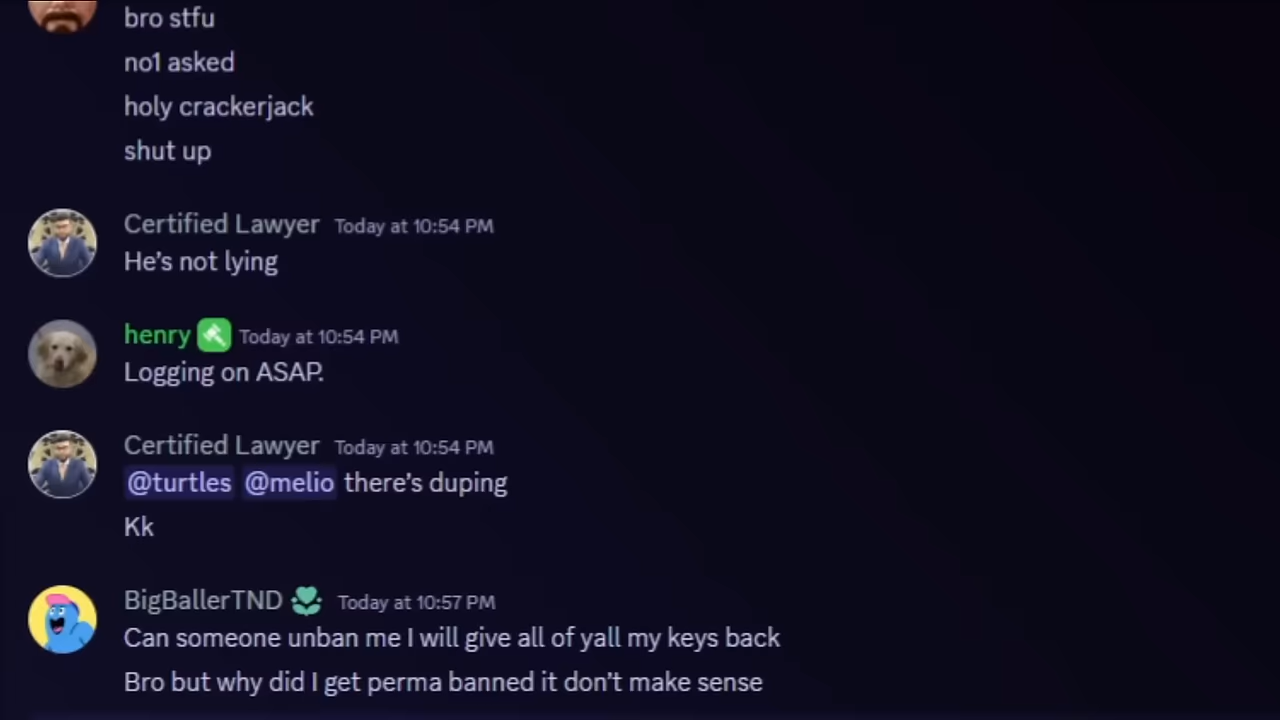 bro stfu
no1 asked
holy crackerjack
shut up
Certified Lawyer Today at 10:54 PM
He's not lying
henry Today at 10:54 PM
Logging on ASAP.
Certified Lawyer Today at 10:54 PM
@turtles @melio there's duping
Kk
BigBallerTND Today at 10:57 PM
Can someone unban me I will give all of yall my keys back
Bro but why did I get perma banned it don't make sense